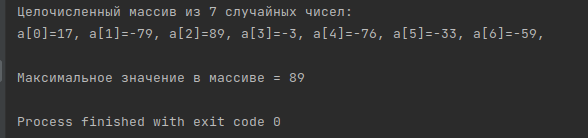 Целочисленный массив из 7 случайных чисел:
a[0]=17, a[1]=-79, a[2]=89, a[3]=-3, a[4]=-76, a[5]=-33, a[6]=-59,
Максимальное значение в массиве = 89
Process finished with exit code 0